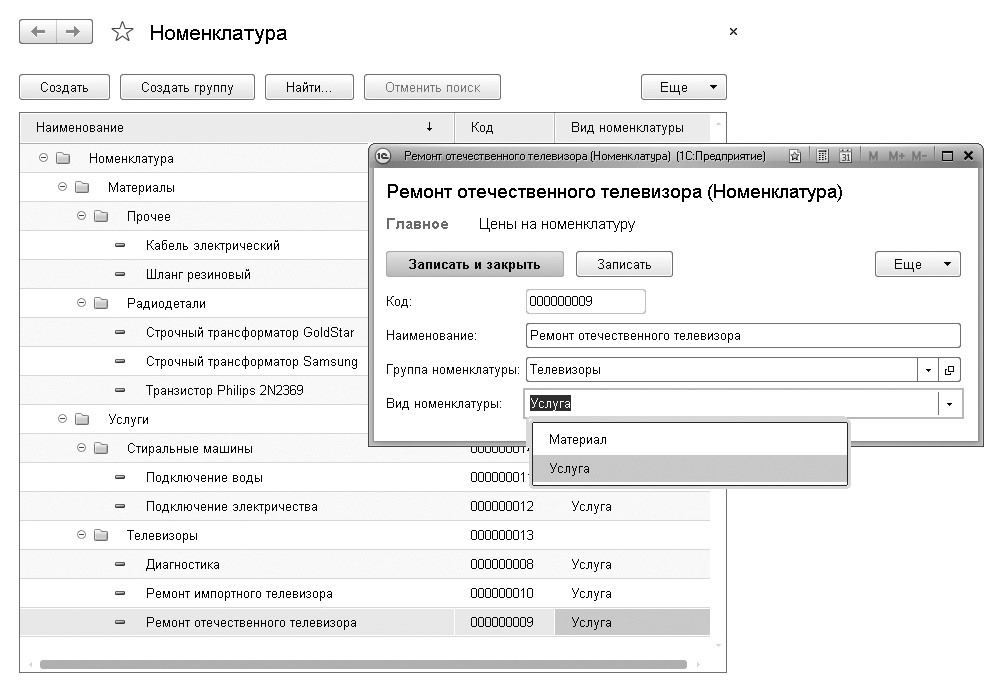 Номенклатура
×
Создать Создать группу Найти... Отменить поиск Еще
Наименование ↓ Код Вид номенклатуры
Номенклатура
Материалы
Прочее
Кабель электрический
Шланг резиновый
Радиодетали
Строчный трансформатор GoldStar
Строчный трансформатор Samsung
Транзистор Philips 2N2369
Услуги
Стиральные машины
Подключение воды
Подключение электричества 000000012 Услуга
Телевизоры 000000013
Диагностика 000000008 Услуга
Ремонт импортного телевизора 000000010 Услуга
Ремонт отечественного телевизора 000000009 Услуга
1С Ремонт отечественного телевизора (Номенклатура) (1С:Предприятие) 31 M M+ M-
Ремонт отечественного телевизора (Номенклатура)
Главное Цены на номенклатуру
Записать и закрыть Записать Еще
Код: 000000009
Наименование: Ремонт отечественного телевизора
Группа номенклатуры: Телевизоры
Вид номенклатуры: Услуга
Материал
Услуга